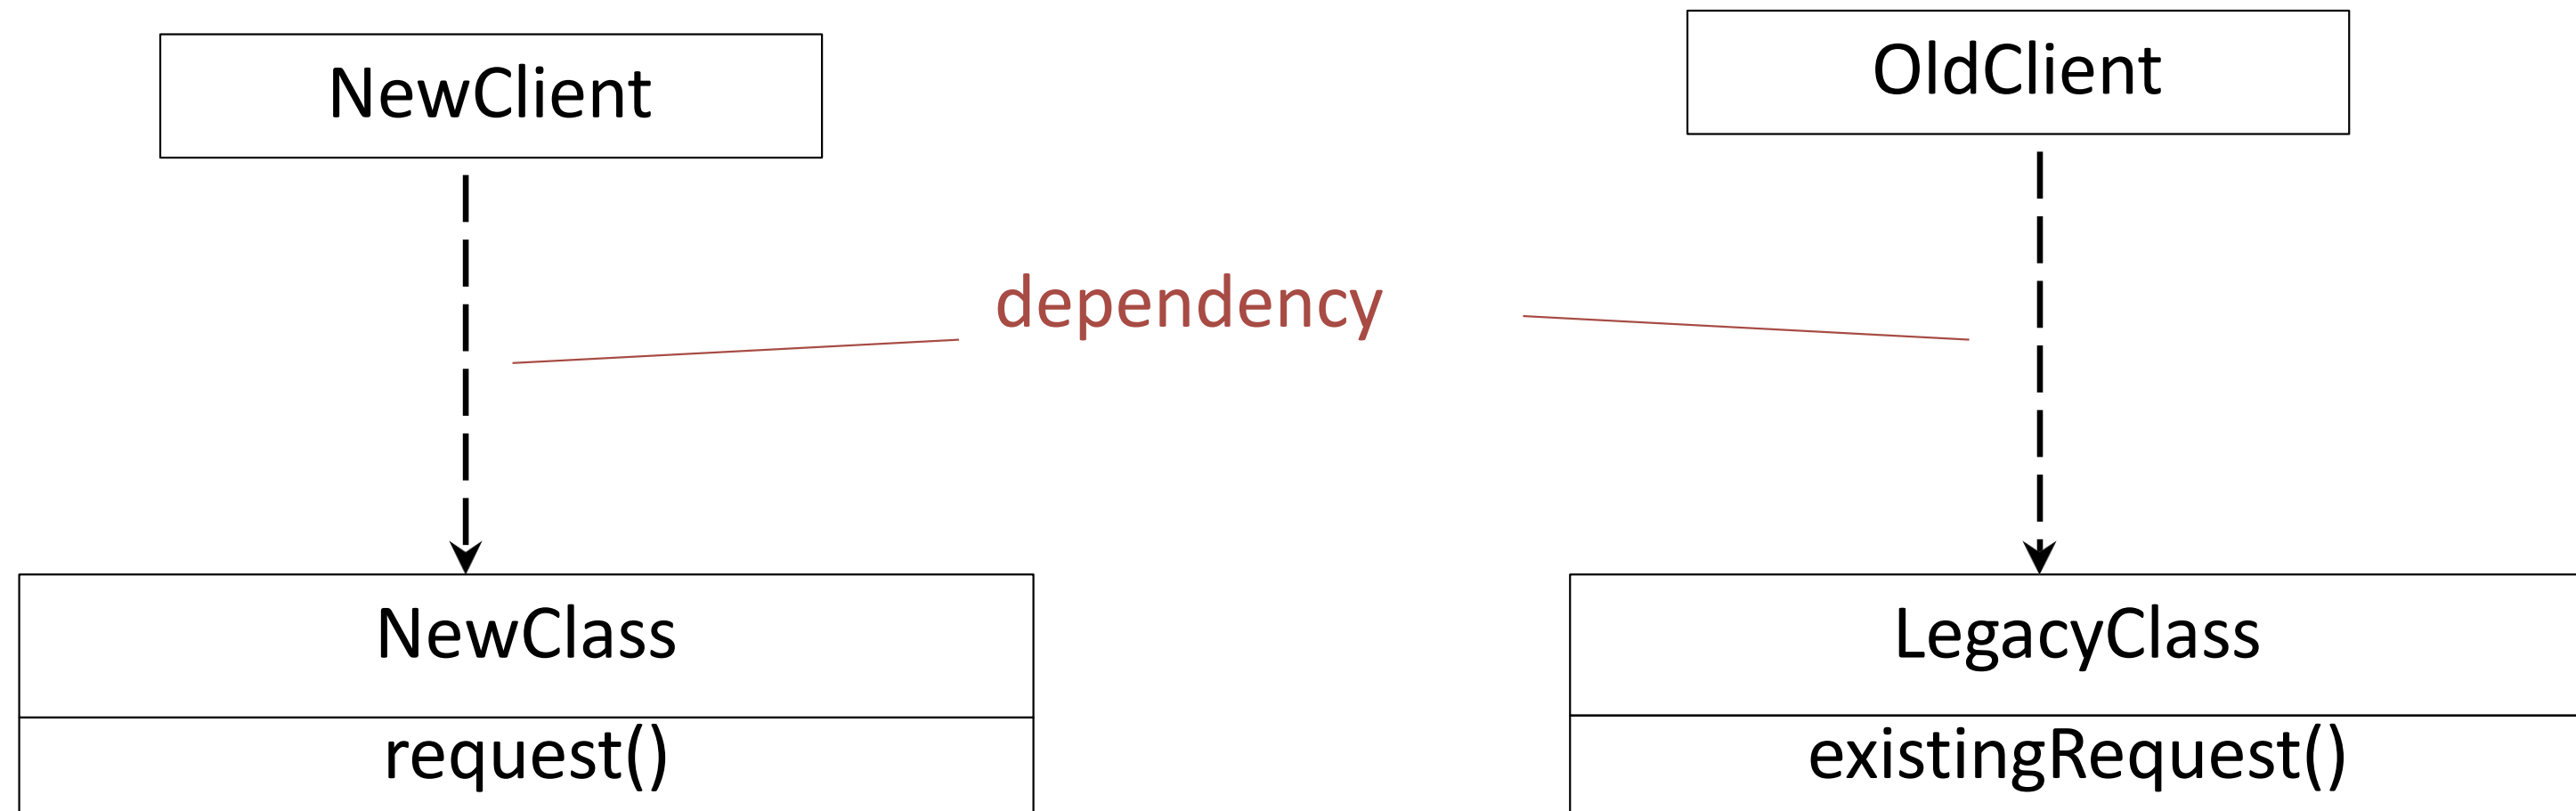 NewClient
OldClient
dependency
NewClass
LegacyClass
request()
existingRequest()